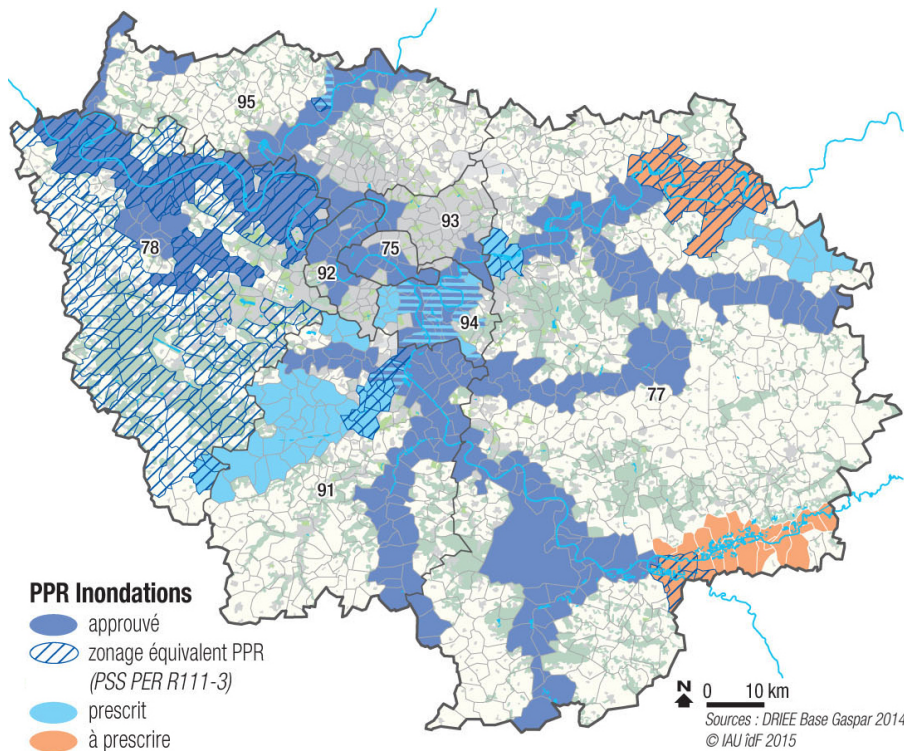 95
78
93
75
92
94
77
91
PPR Inondations
approuvé
zonage équivalent PPR
(PSS PER R111-3)
prescrit
à prescrire
N 0 10 km
Sources : DRIEE Base Gaspar 2014
© IAU îdF 2015